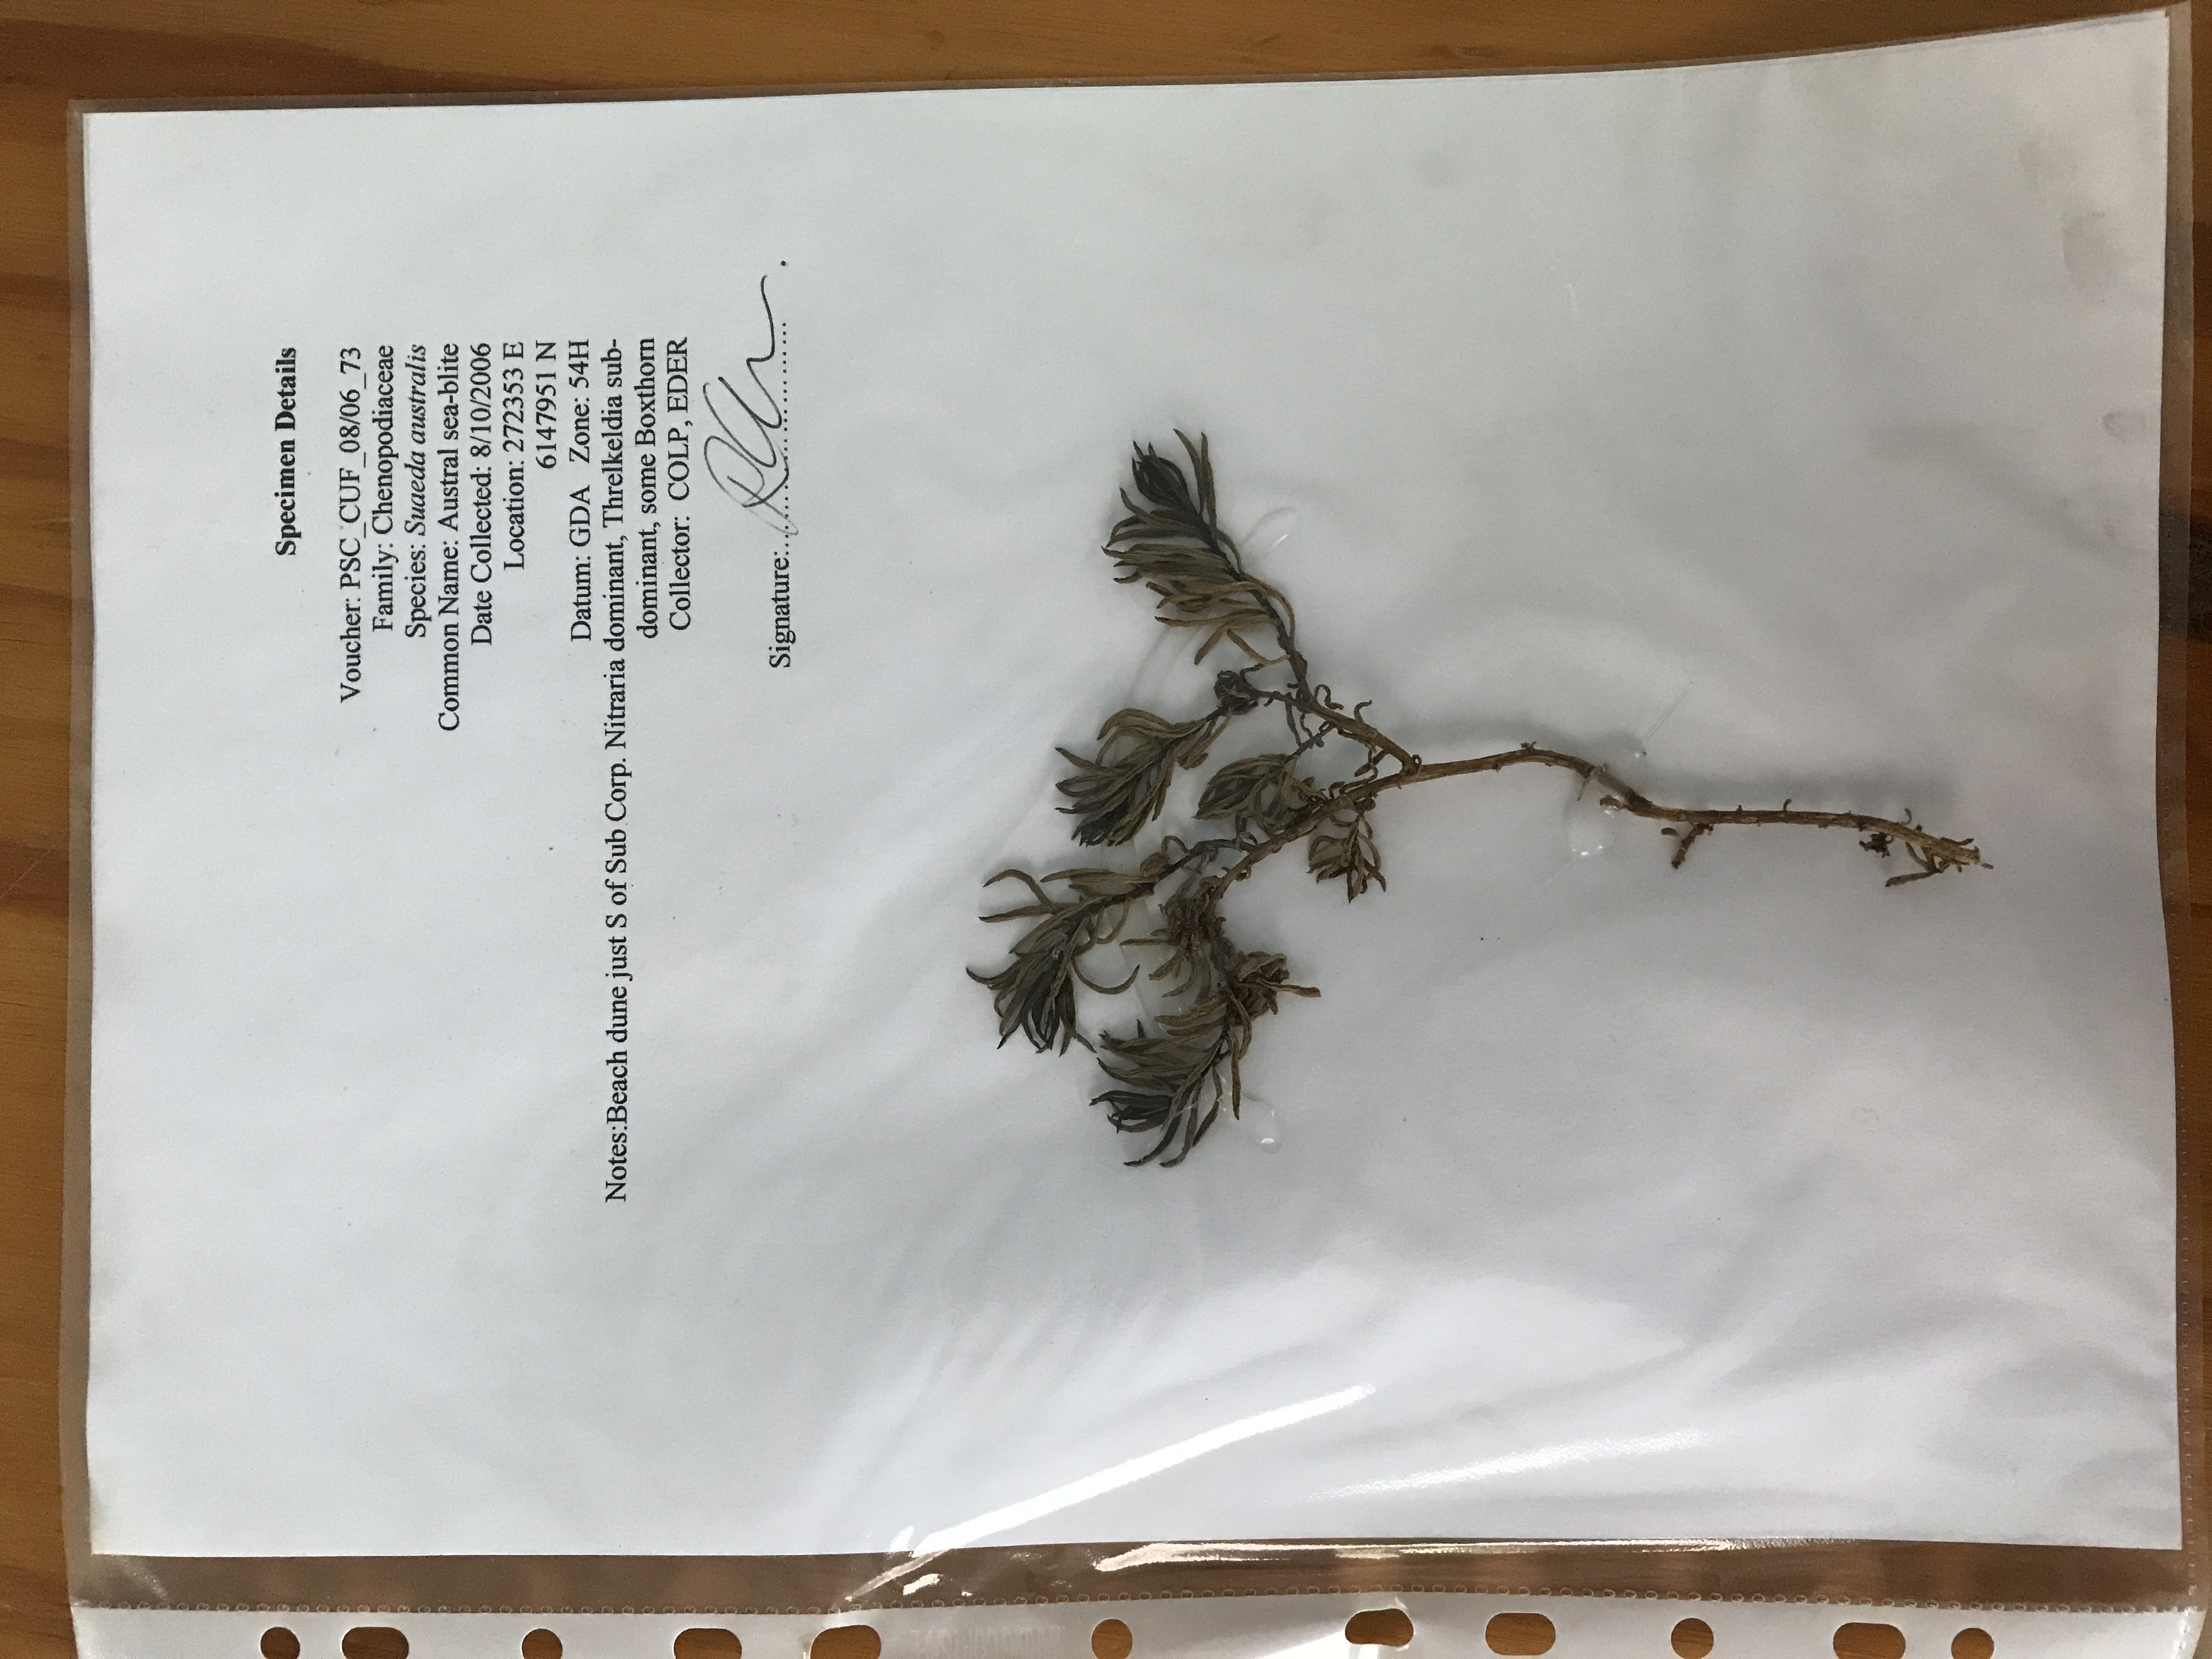 Specimen Details
Voucher: PSC_CUF_08/06_73
Family: Chenopodiaceae
Species: Suaeda australis
Common Name: Austral sea-blite
Date Collected: 8/10/2006
Location: 272353 E
6147951 N
Datum: GDA Zone: 54H
Notes:Beach dune just S of Sub Corp. Nitraria dominant, Threlkeldia sub-
dominant, some Boxthorn
Collector: COLP, EDER
Signature:...........................